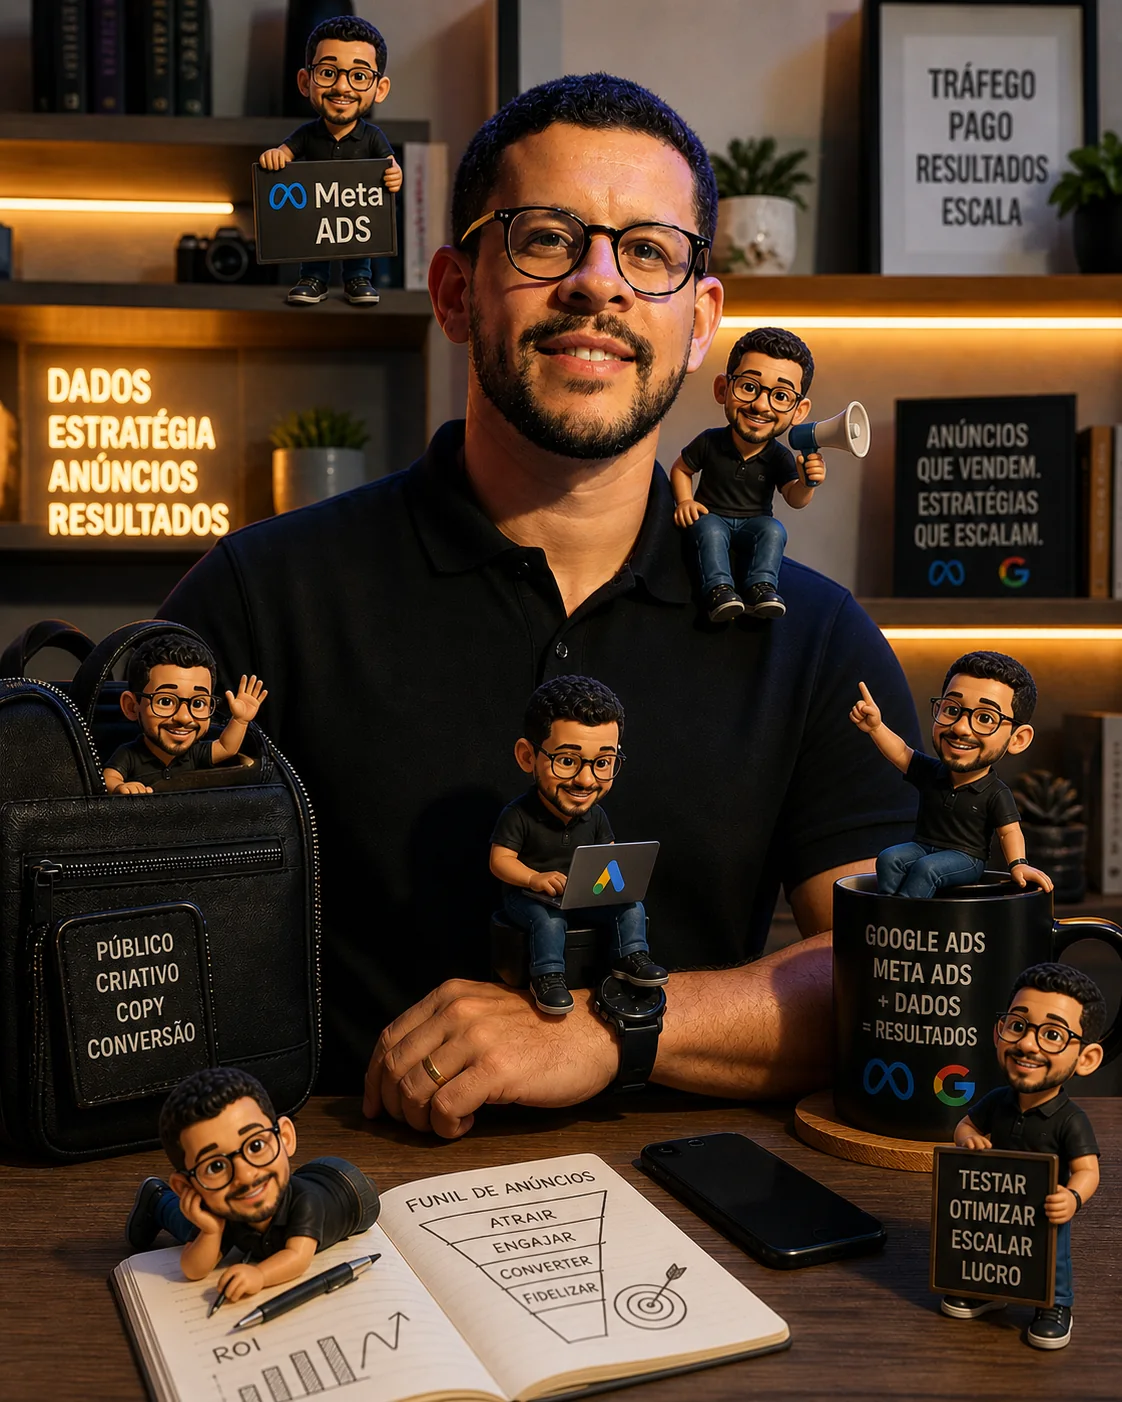 Meta
ADS
TRÁFEGO
PAGO
RESULTADOS
ESCALA
DADOS
ESTRATÉGIA
ANÚNCIOS
RESULTADOS
ANÚNCIOS
QUE VENDEM.
ESTRATÉGIAS
QUE ESCALAM.
PÚBLICO
CRIATIVO
COPY
CONVERSÃO
GOOGLE ADS
META ADS
+ DADOS
= RESULTADOS
FUNIL DE ANÚNCIOS
ATRAIR
ENGAJAR
CONVERTER
FIDELIZAR
ROI
TESTAR
OTIMIZAR
ESCALAR
LUCRO